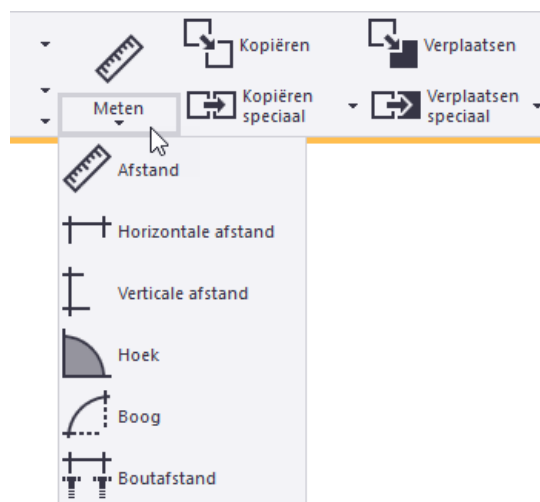 Kopiëren
Verplaatsen
Meten
Kopiëren
speciaal
Verplaatsen
speciaal
Afstand
Horizontale afstand
Verticale afstand
Hoek
Boog
Boutafstand